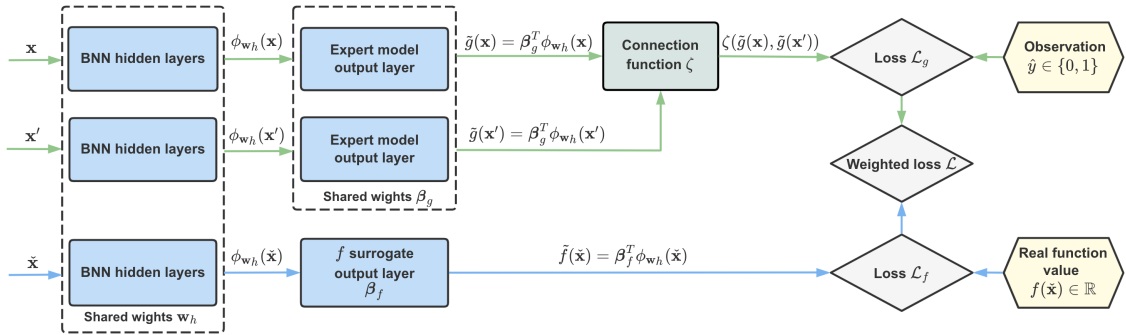 𝐱
BNN hidden layers
ϕ_{𝐰_h}(𝐱)
Expert model
output layer
g̃(𝐱) = 𝜷_g^T ϕ_{𝐰_h}(𝐱)
Connection
function ζ
ζ(g̃(𝐱), g̃(𝐱′))
Loss ℒ_g
Observation
ŷ ∈ {0, 1}
𝐱′
BNN hidden layers
ϕ_{𝐰_h}(𝐱′)
Expert model
output layer
g̃(𝐱′) = 𝜷_g^T ϕ_{𝐰_h}(𝐱′)
Shared wights 𝜷_g
Weighted loss ℒ
𝐱̌
BNN hidden layers
ϕ_{𝐰_h}(𝐱̌)
f surrogate
output layer
𝜷_f
f̃(𝐱̌) = 𝜷_f^T ϕ_{𝐰_h}(𝐱̌)
Loss ℒ_f
Real function
value
f(𝐱̌) ∈ ℝ
Shared wights 𝐰_h